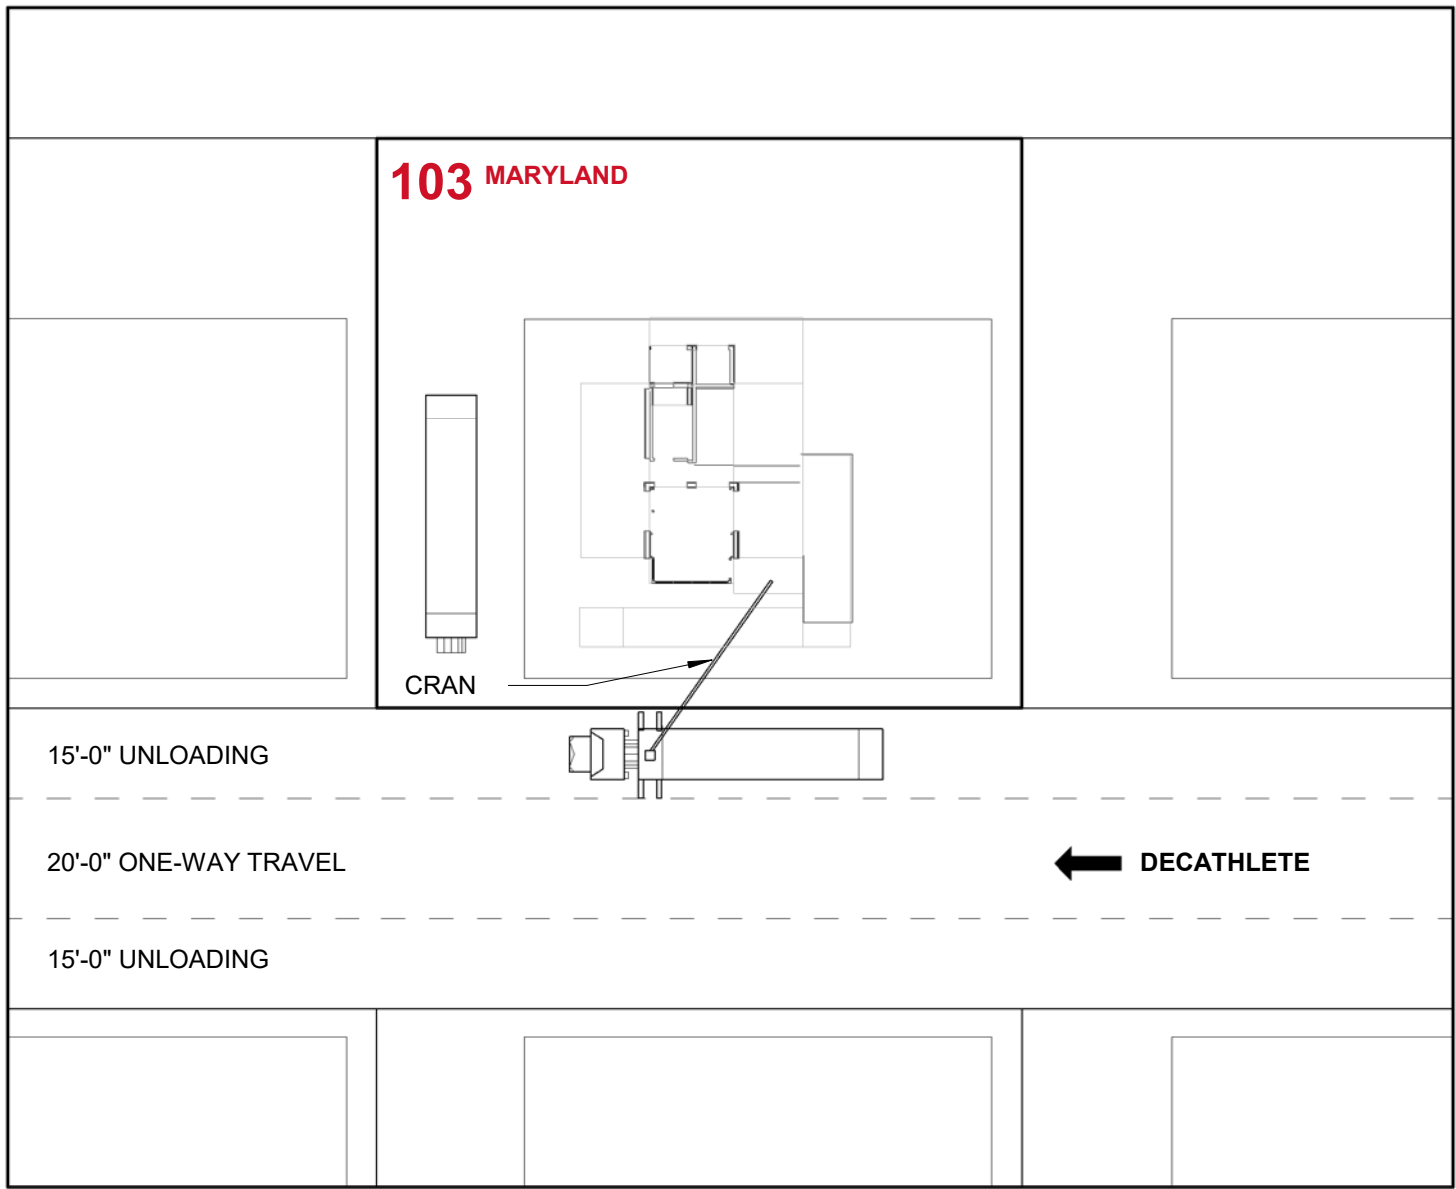 103 MARYLAND
CRAN
15'-0" UNLOADING
20'-0" ONE-WAY TRAVEL
DECATHLETE
15'-0" UNLOADING